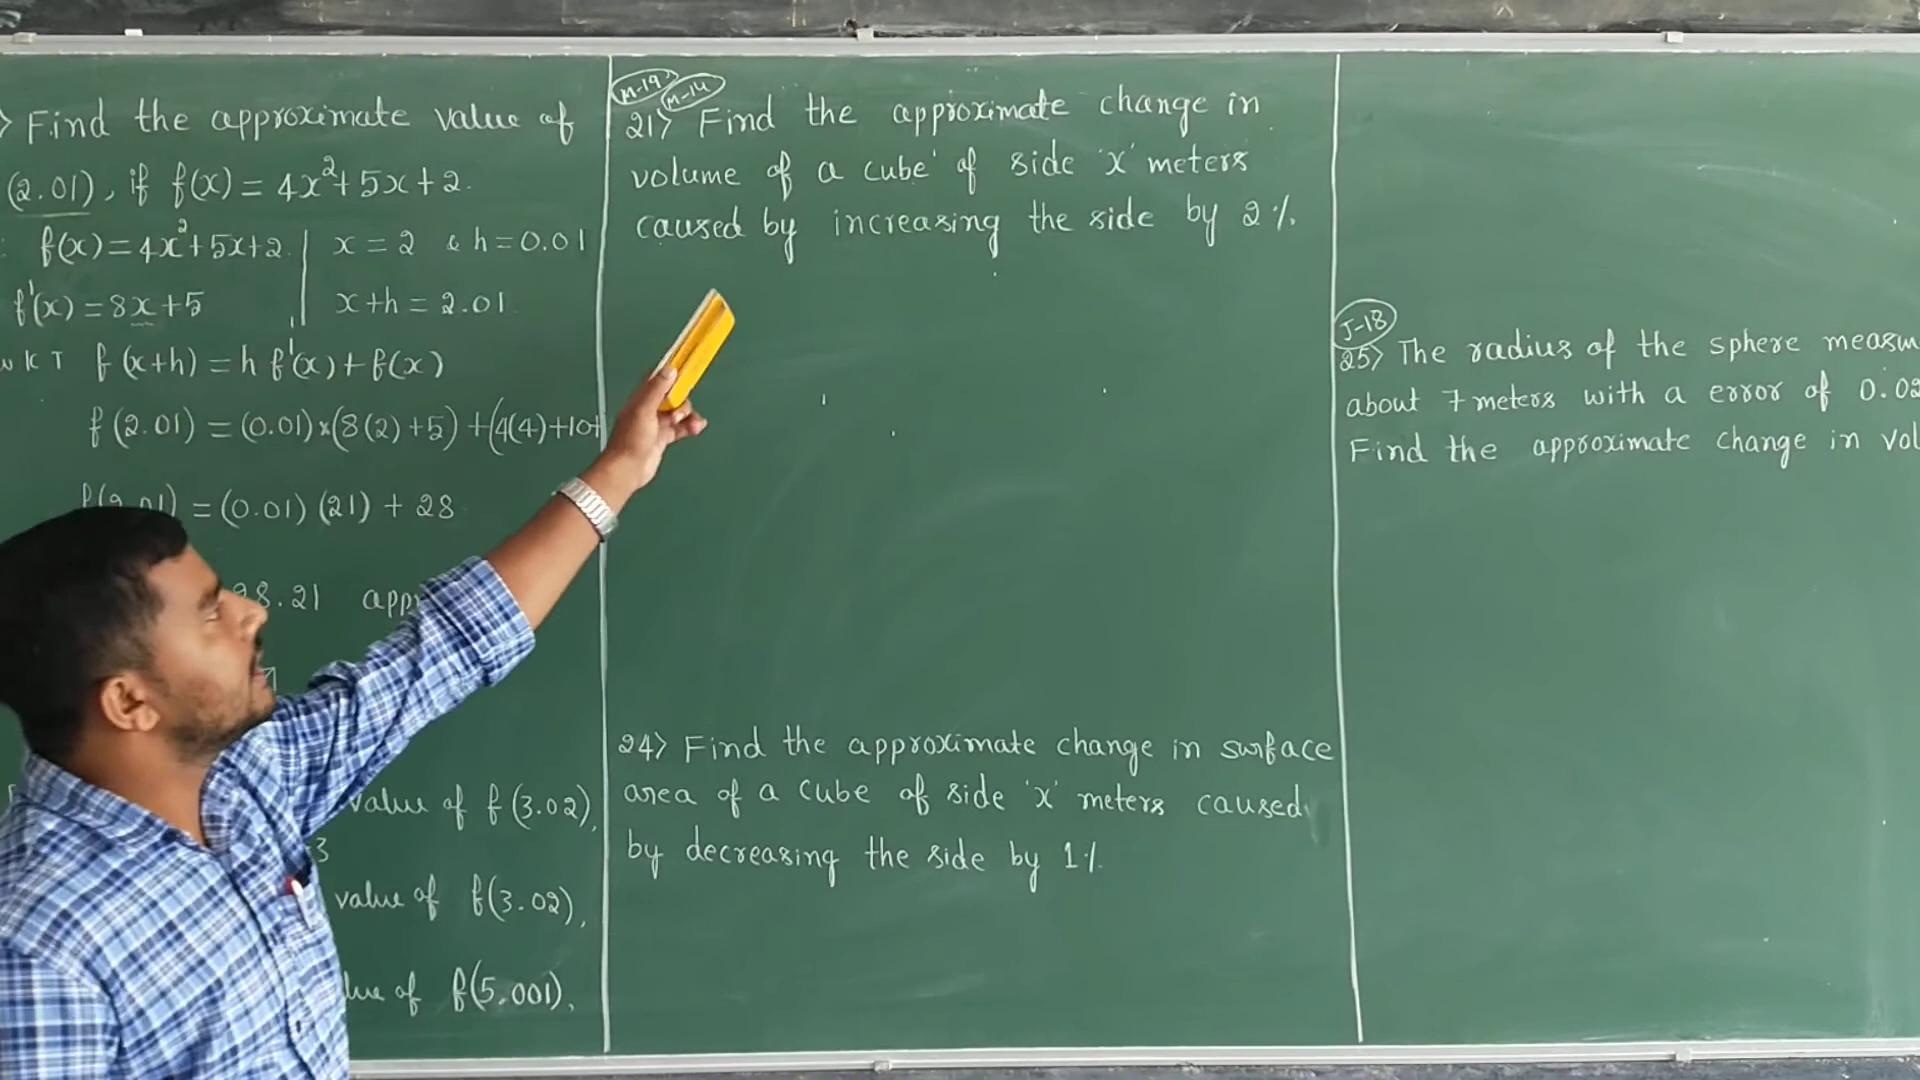 > Find the approximate value of
(2.01), if f(x) = 4x²+5x+2.
f(x)=4x²+5x+2. x = 2 & h=0.01
f'(x) = 8x+5 x+h = 2.01
W K T f(x+h) = h f'(x)+f(x)
f(2.01) = (0.01)×(8(2)+5)+(4(4)+10+
= (0.01) (21) + 28
28.21
value of f(3.02),
3
value of f(3.02),
of f(5.001),
M-19 M-14
21> Find the approximate change in
volume of a cube of side 'x' meters
caused by increasing the side by 2%.
24> Find the approximate change in surface
area of a cube of side 'x' meters caused
by decreasing the side by 1%.
J-18
25> The radius of the sphere
about 7 meters with a error of
Find the approximate change in